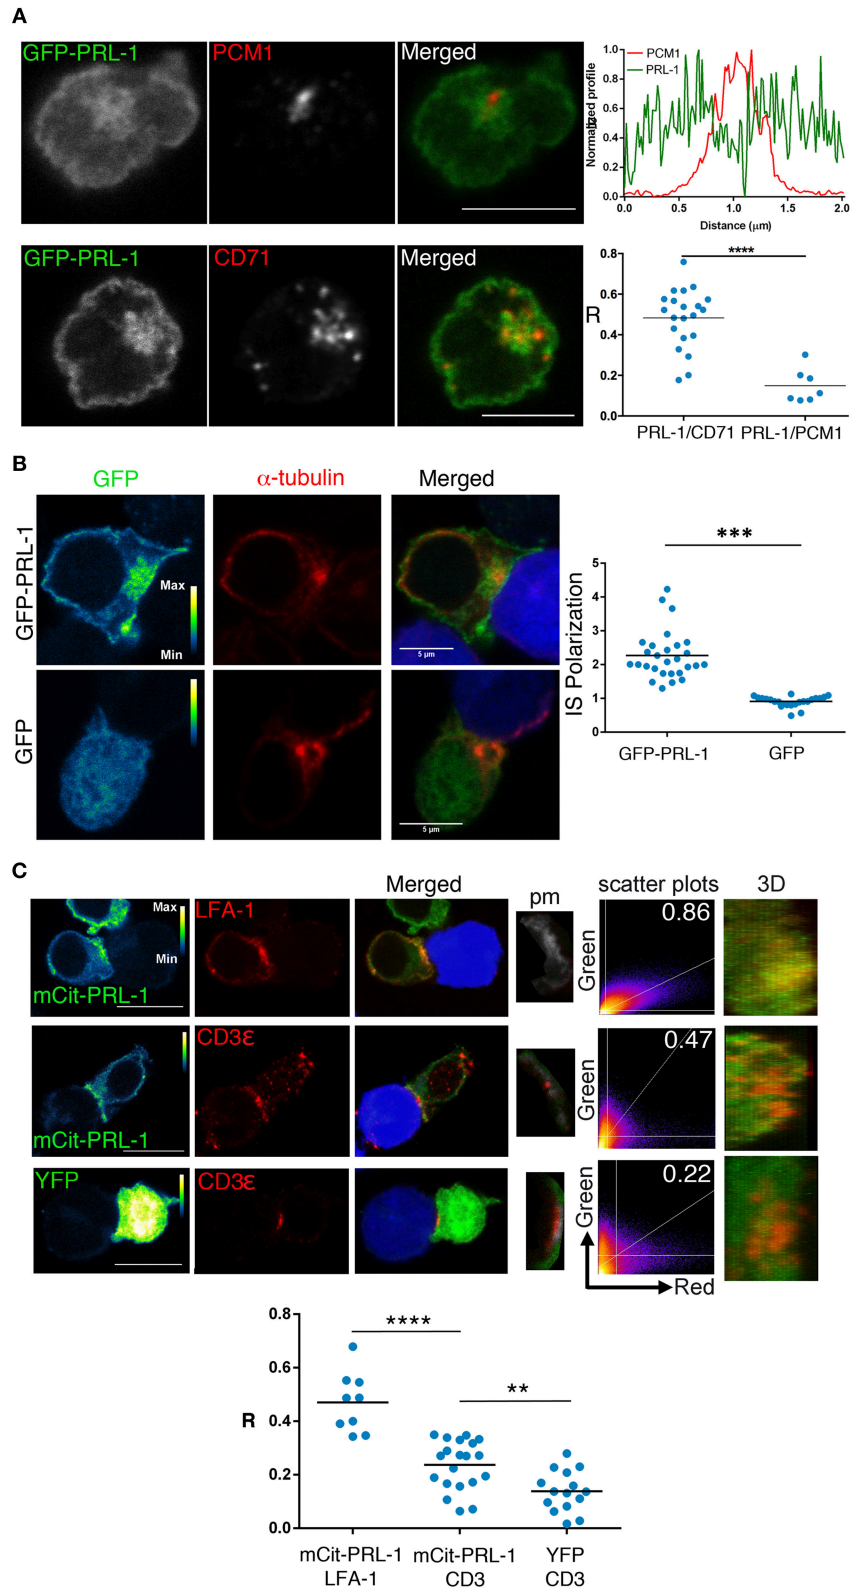 A
GFP-PRL-1 PCM1 Merged
PCM1
PRL-1
Normalized profile
1.0
0.8
0.6
0.4
0.2
0.0
0.0 0.5 1.0 1.5 2.0
Distance (μm)
GFP-PRL-1 CD71 Merged
****
R
0.8
0.6
0.4
0.2
0.0
PRL-1/CD71 PRL-1/PCM1
B
GFP α-tubulin Merged
GFP-PRL-1
Max
Min
5 μm
GFP
5 μm
***
IS Polarization
5
4
3
2
1
0
GFP-PRL-1 GFP
C
Merged pm scatter plots 3D
Max
Min
mCit-PRL-1
LFA-1
Green
0.86
mCit-PRL-1
CD3ε
Green
0.47
YFP
CD3ε
Green
0.22
Red
****
**
R
0.8
0.6
0.4
0.2
0.0
mCit-PRL-1 mCit-PRL-1 YFP
LFA-1 CD3 CD3